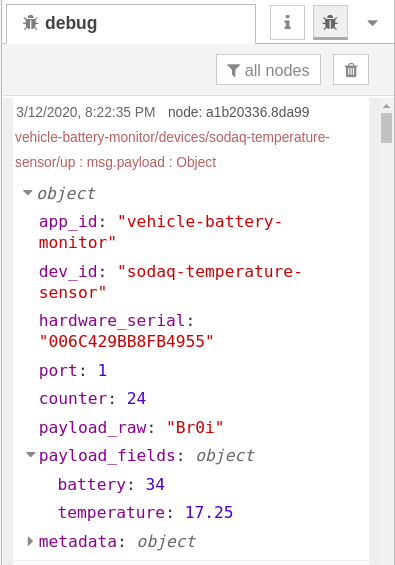 debug
all nodes
3/12/2020, 8:22:35 PM node: a1b20336.8da99
vehicle-battery-monitor/devices/sodaq-temperature-
sensor/up : msg.payload : Object
object
app_id: "vehicle-battery-
monitor"
dev_id: "sodaq-temperature-
sensor"
hardware_serial:
"006C429BB8FB4955"
port: 1
counter: 24
payload_raw: "Br0i"
payload_fields: object
battery: 34
temperature: 17.25
metadata: object